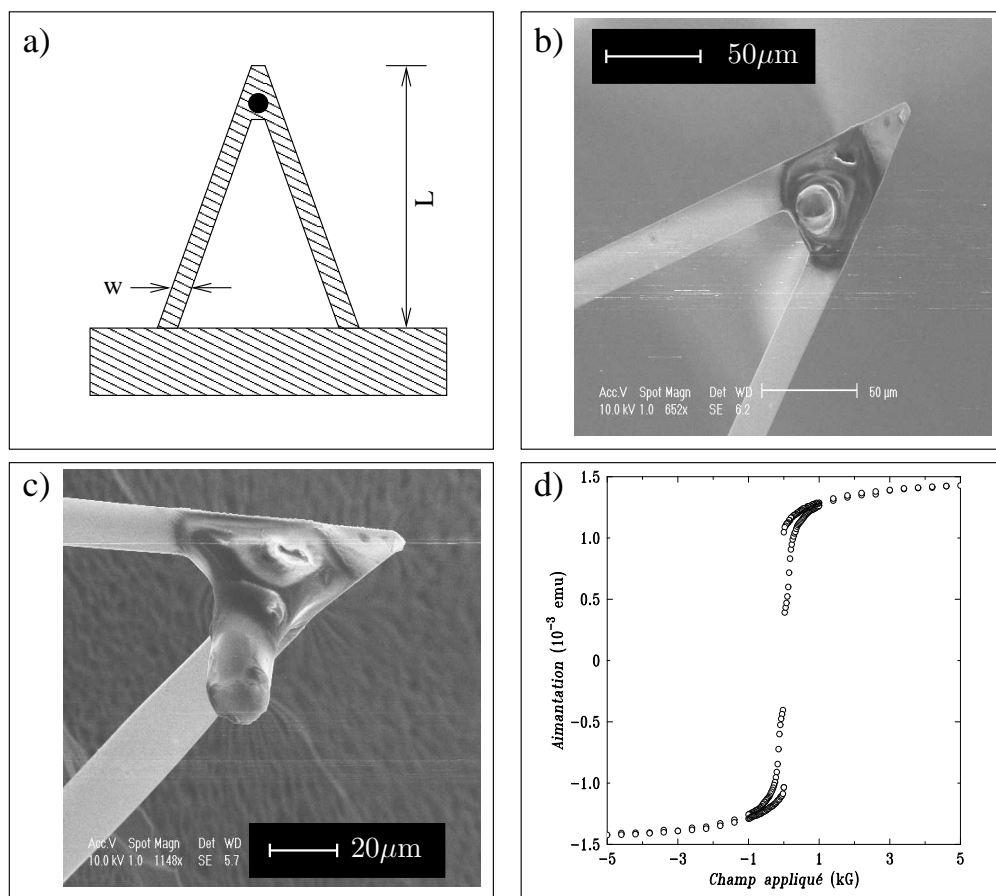 a)
L
w
b)
50μm
Acc.V Spot Magn Det WD
10.0 kV 1.0 652x SE 6.2
50 μm
c)
Acc.V Spot Magn Det WD
10.0 kV 1.0 1148x SE 5.7
20μm
d)
1.5
1.0
0.5
0
-0.5
-1.0
-1.5
Aimantation (10⁻³ emu)
-5 -3 -1 1 3 5
Champ appliqué (kG)